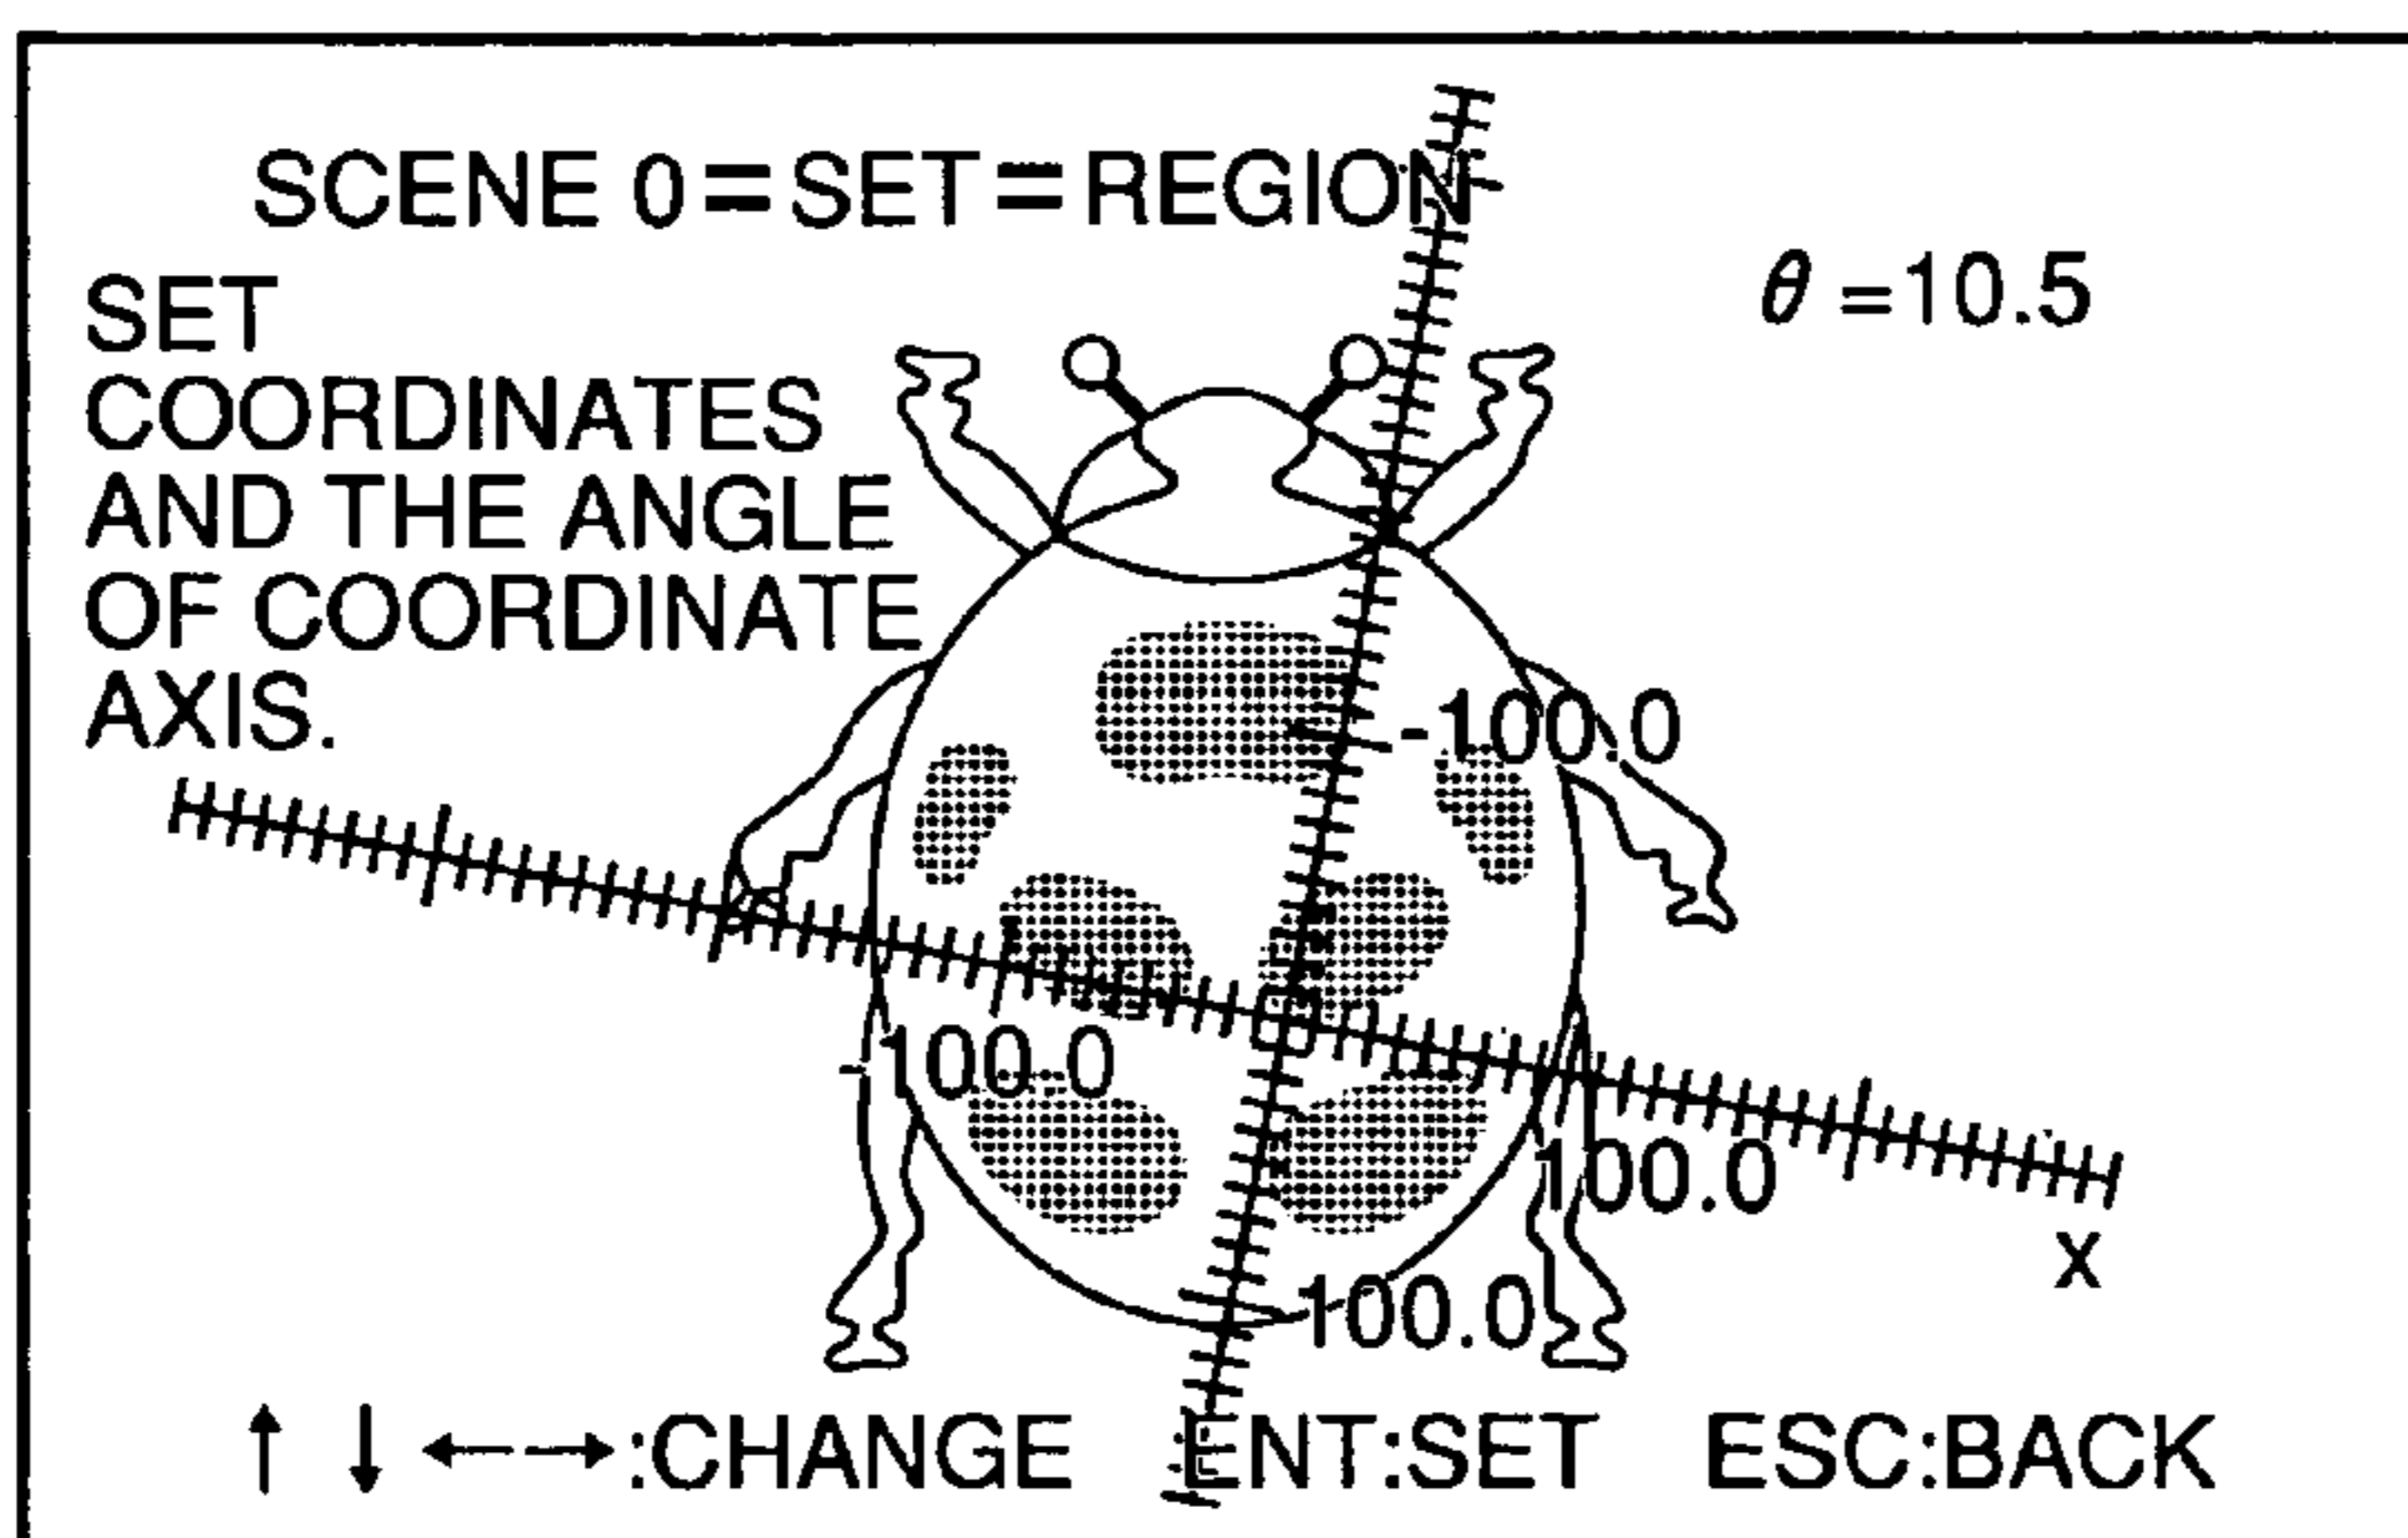 SCENE 0=SET=REGION
θ=10.5
SET
COORDINATES
AND THE ANGLE
OF COORDINATE
AXIS.
-100.0
-100.0
100.0
X
100.0
↑ ↓ ←→:CHANGE ENT:SET ESC:BACK